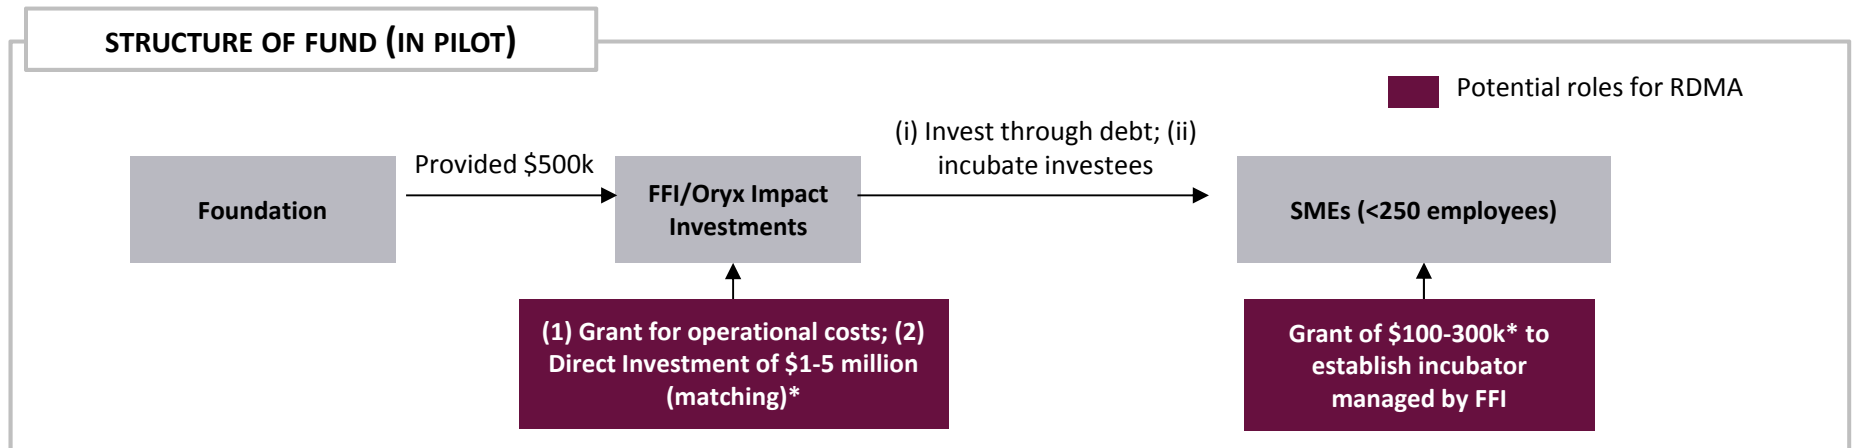 STRUCTURE OF FUND (IN PILOT)
Potential roles for RDMA
Foundation
Provided $500k
FFI/Oryx Impact
Investments
(i) Invest through debt; (ii)
incubate investees
SMEs (<250 employees)
(1) Grant for operational costs; (2)
Direct Investment of $1-5 million
(matching)*
Grant of $100-300k* to
establish incubator
managed by FFI